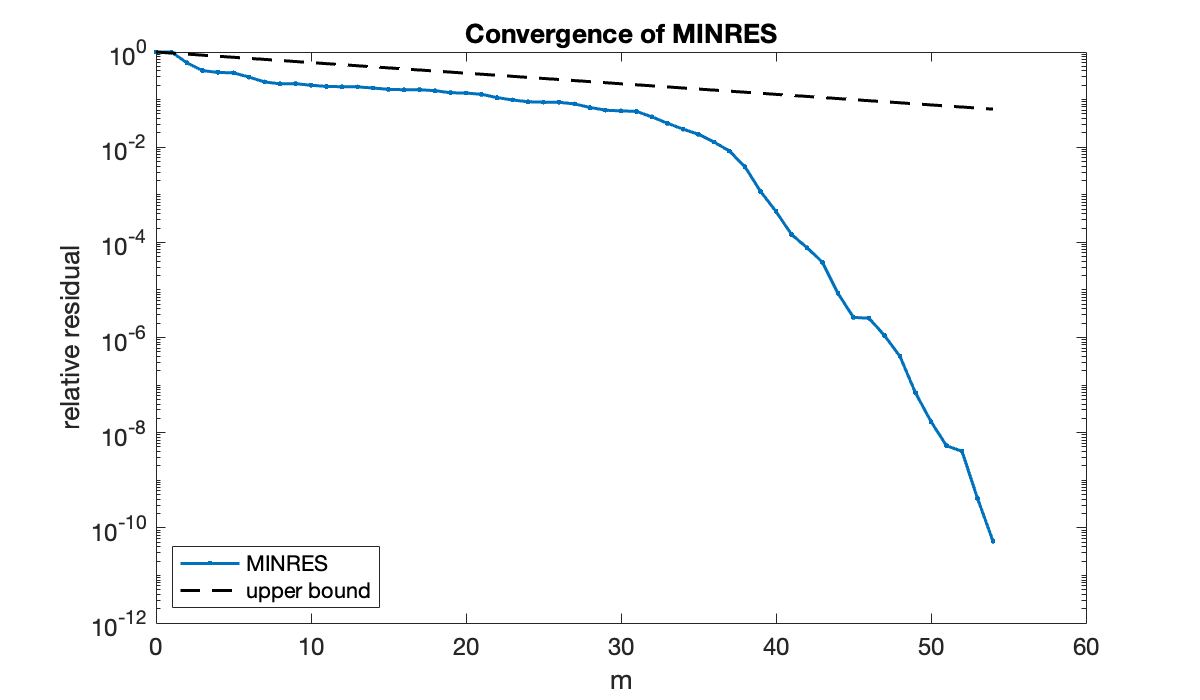 Convergence of MINRES
relative residual
10^0
10^-2
10^-4
10^-6
10^-8
10^-10
10^-12
MINRES
upper bound
0 10 20 30 40 50 60
m